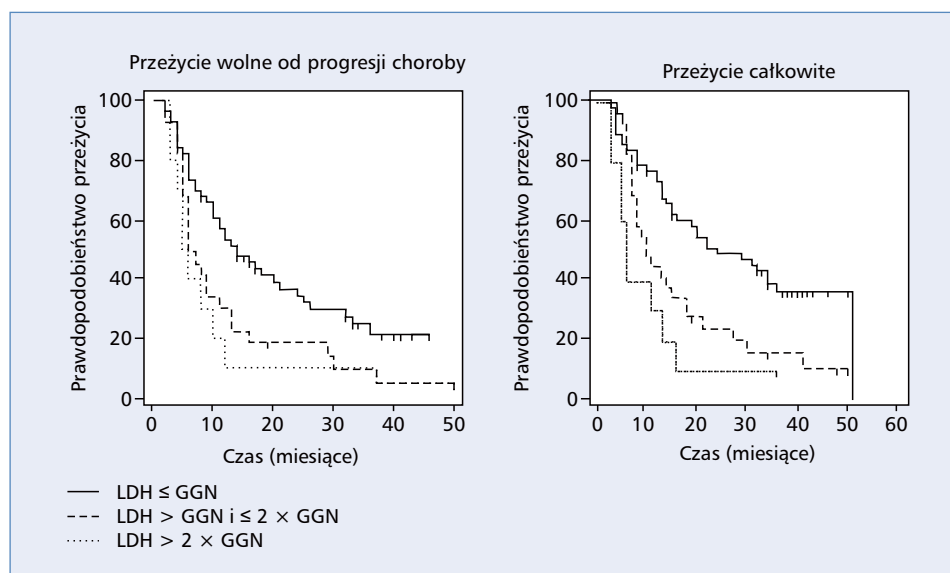 Przeżycie wolne od progresji choroby
Prawdopodobieństwo przeżycia
100
80
60
40
20
0
0 10 20 30 40 50
Czas (miesiące)
Przeżycie całkowite
Prawdopodobieństwo przeżycia
100
80
60
40
20
0
0 10 20 30 40 50 60
Czas (miesiące)
LDH ≤ GGN
LDH > GGN i ≤ 2 × GGN
LDH > 2 × GGN